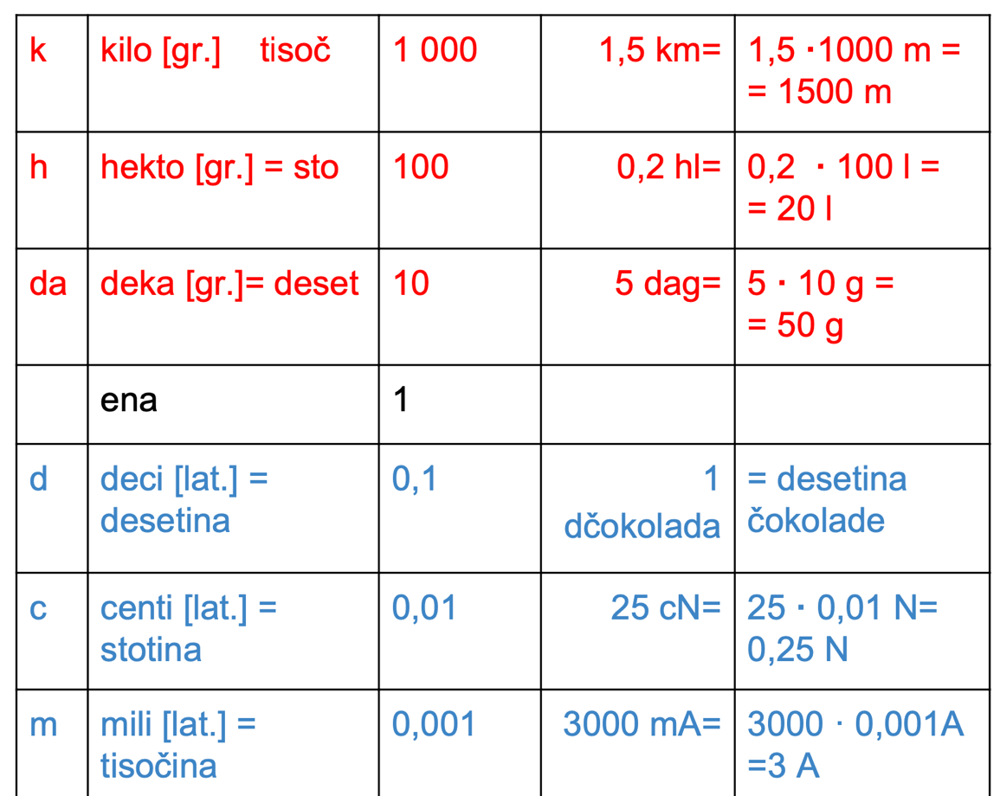 k kilo [gr.] tisoč 1 000 1,5 km= 1,5 ·1000 m =
= 1500 m
h hekto [gr.] = sto 100 0,2 hl= 0,2 · 100 l =
= 20 l
da deka [gr.]= deset 10 5 dag= 5 · 10 g =
= 50 g
ena 1
d deci [lat.] = 0,1 1 = desetina
desetina dčokolada čokolade
c centi [lat.] = 0,01 25 cN= 25 · 0,01 N=
stotina 0,25 N
m mili [lat.] = 0,001 3000 mA= 3000 · 0,001A
tisočina =3 A